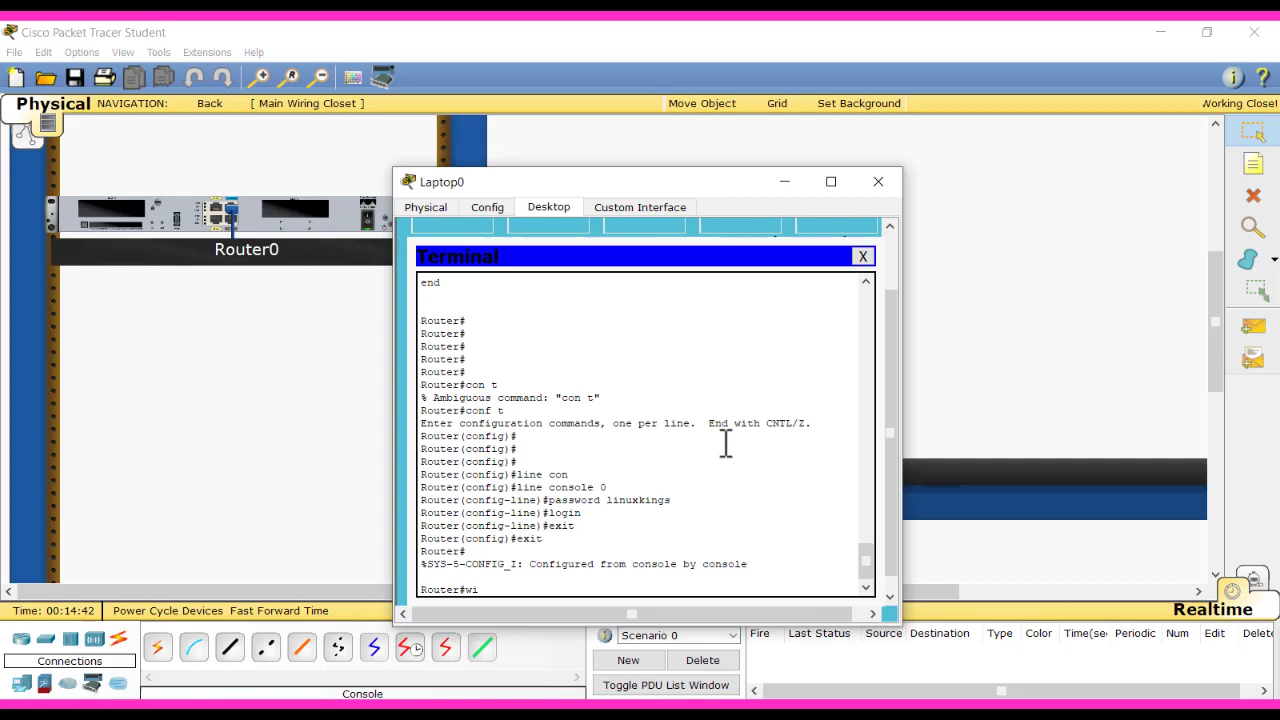 Cisco Packet Tracer Student
File Edit Options View Tools Extensions Help
Physical NAVIGATION: Back [ Main Wiring Closet ] Move Object Grid Set Background Working Close
Router0
Laptop0
Physical Config Desktop Custom Interface
Terminal X
end
Router#
Router#
Router#
Router#
Router#
Router#con t
% Ambiguous command: "con t"
Router#conf t
Enter configuration commands, one per line. End with CNTL/Z.
Router(config)#
Router(config)#
Router(config)#
Router(config)#line con
Router(config)#line console 0
Router(config-line)#password linuxkings
Router(config-line)#login
Router(config-line)#exit
Router(config)#exit
Router#
%SYS-5-CONFIG_I: Configured from console by console
Router#wi
Time: 00:14:42 Power Cycle Devices Fast Forward Time Realtime
Connections
Console
Scenario 0
New Delete
Toggle PDU List Window
Fire Last Status Source Destination Type Color Time(sec Periodic Num Edit Delete